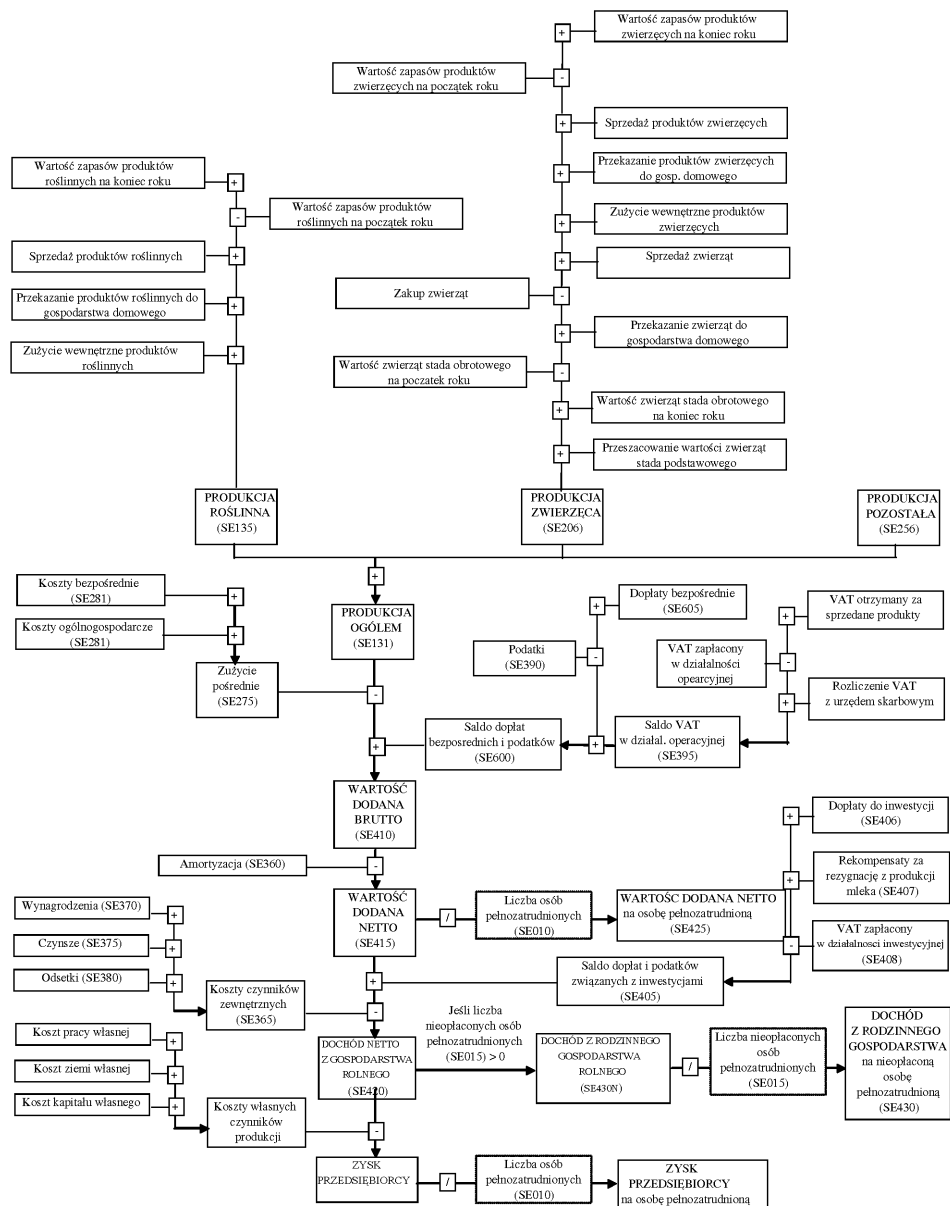 Wartość zapasów produktów
zwierzęcych na koniec roku
+
Wartość zapasów produktów
zwierzęcych na początek roku
-
+
Sprzedaż produktów zwierzęcych
Wartość zapasów produktów
roślinnych na koniec roku
+
+
Przekazanie produktów zwierzęcych
do gosp. domowego
-
Wartość zapasów produktów
roślinnych na początek roku
+
Zużycie wewnętrzne produktów
zwierzęcych
Sprzedaż produktów roślinnych
+
+
Sprzedaż zwierząt
Zakup zwierząt
-
Przekazanie produktów roślinnych do
gospodarstwa domowego
+
+
Przekazanie zwierząt do
gospodarstwa domowego
Zużycie wewnętrzne produktów
roślinnych
+
Wartość zwierząt stada obrotowego
na poczatek roku
-
+
Wartość zwierząt stada obrotowego
na koniec roku
+
Przeszacowanie wartości zwierząt
stada podstawowego
PRODUKCJA
ROŚLINNA
(SE135)
PRODUKCJA
ZWIERZĘCA
(SE206)
PRODUKCJA
POZOSTAŁA
(SE256)
+
Koszty bezpośrednie
(SE281)
+
Koszty ogólnogospodarcze
(SE281)
+
PRODUKCJA
OGÓŁEM
(SE131)
+
Dopłaty bezpośrednie
(SE605)
+
VAT otrzymany za
sprzedane produkty
Podatki
(SE390)
-
VAT zapłacony
w działalności
opearcyjnej
-
Zużycie
pośrednie
(SE275)
-
+
Rozliczenie VAT
z urzędem skarbowym
+
Saldo dopłat
bezposrednich i podatków
(SE600)
+
Saldo VAT
w działal. operacyjnej
(SE395)
WARTOŚĆ
DODANA
BRUTTO
(SE410)
+
Dopłaty do inwestycji
(SE406)
Amortyzacja (SE360)
-
+
Rekompensaty za
rezygnację z produkcji
mleka (SE407)
WARTOŚĆ
DODANA
NETTO
(SE415)
/
Liczba osób
pełnozatrudnionych
(SE010)
WARTOŚC DODANA NETTO
na osobę pełnozatrudnioną
(SE425)
-
VAT zapłacony
w działalnosci inwestycyjnej
(SE408)
Wynagrodzenia (SE370)
+
Czynsze (SE375)
+
Odsetki (SE380)
+
+
Saldo dopłat i podatków
związanych z inwestycjami
(SE405)
Koszty czynników
zewnętrznych
(SE365)
-
Jeśli liczba
nieopłaconych osób
pełnozatrudnionych
(SE015) > 0
Koszt pracy własnej
+
Koszt ziemi własnej
+
Koszt kapitału własnego
+
DOCHÓD NETTO
Z GOSPODARSTWA
ROLNEGO
(SE420)
DOCHÓD Z RODZINNEGO
GOSPODARSTWA
ROLNEGO
(SE430N)
/
Liczba nieopłaconych
osób
pełnozatrudnionych
(SE015)
DOCHÓD
Z RODZINNEGO
GOSPODARSTWA
na nieopłaconą
osobę
pełnozatrudnioną
(SE430)
Koszty własnych
czynników
produkcji
-
ZYSK
PRZEDSIĘBIORCY
/
Liczba osób
pełnozatrudnionych
(SE010)
ZYSK
PRZEDSIĘBIORCY
na osobę pełnozatrudnioną